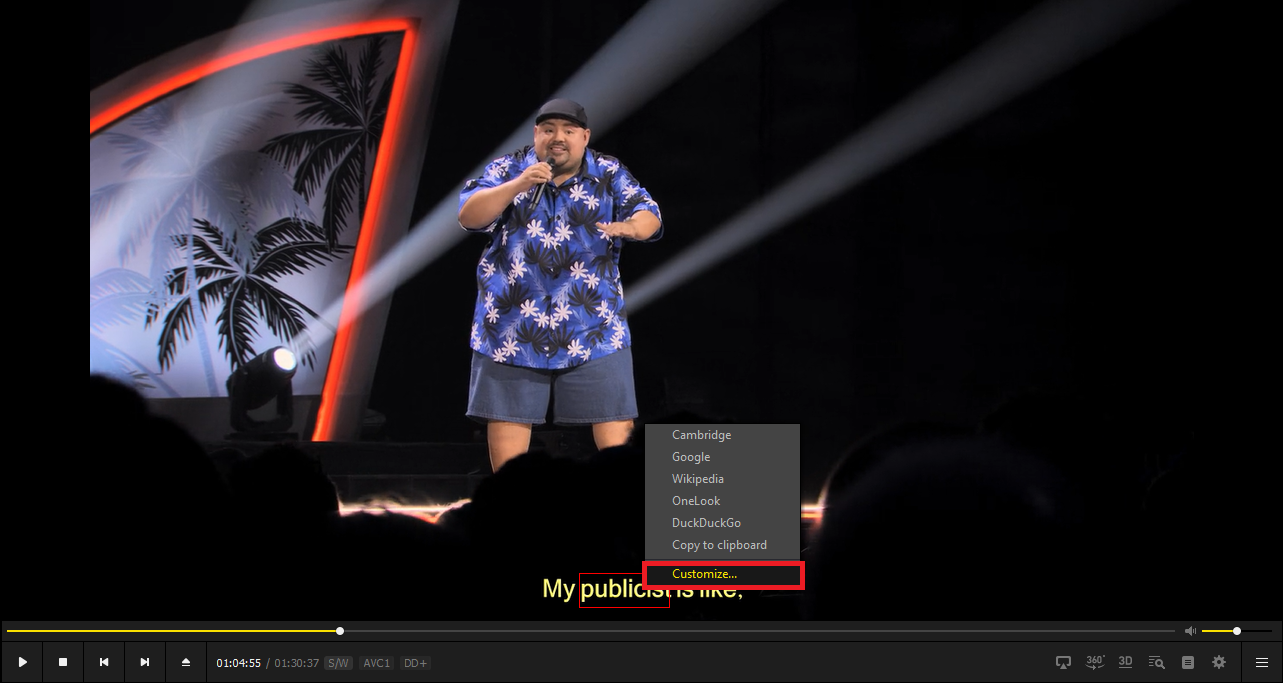 Cambridge
Google
Wikipedia
OneLook
DuckDuckGo
Copy to clipboard
Customize...
My publicist is like,
01:04:55 / 01:30:37 S/W AVC1 DD+ 360° 3D